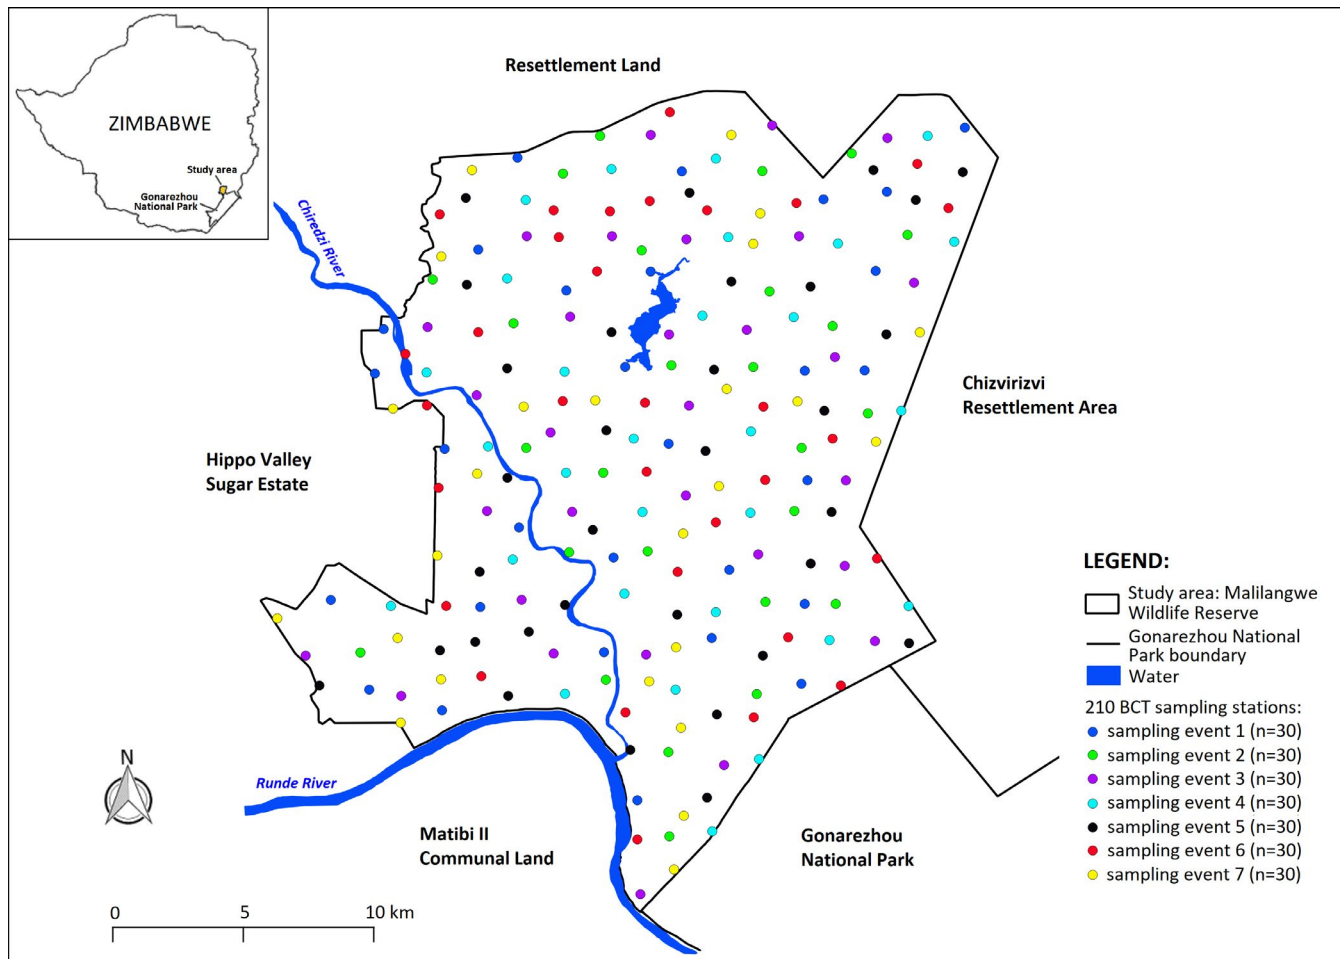 ZIMBABWE
Study area
Gonarezhou
National Park
Resettlement Land
Chiredzi River
Chizvirizvi
Resettlement Area
Hippo Valley
Sugar Estate
LEGEND:
Study area: Malilangwe
Wildlife Reserve
Gonarezhou National
Park boundary
Water
210 BCT sampling stations:
sampling event 1 (n=30)
sampling event 2 (n=30)
sampling event 3 (n=30)
sampling event 4 (n=30)
sampling event 5 (n=30)
sampling event 6 (n=30)
sampling event 7 (n=30)
N
Runde River
Matibi II
Communal Land
Gonarezhou
National Park
0 5 10 km